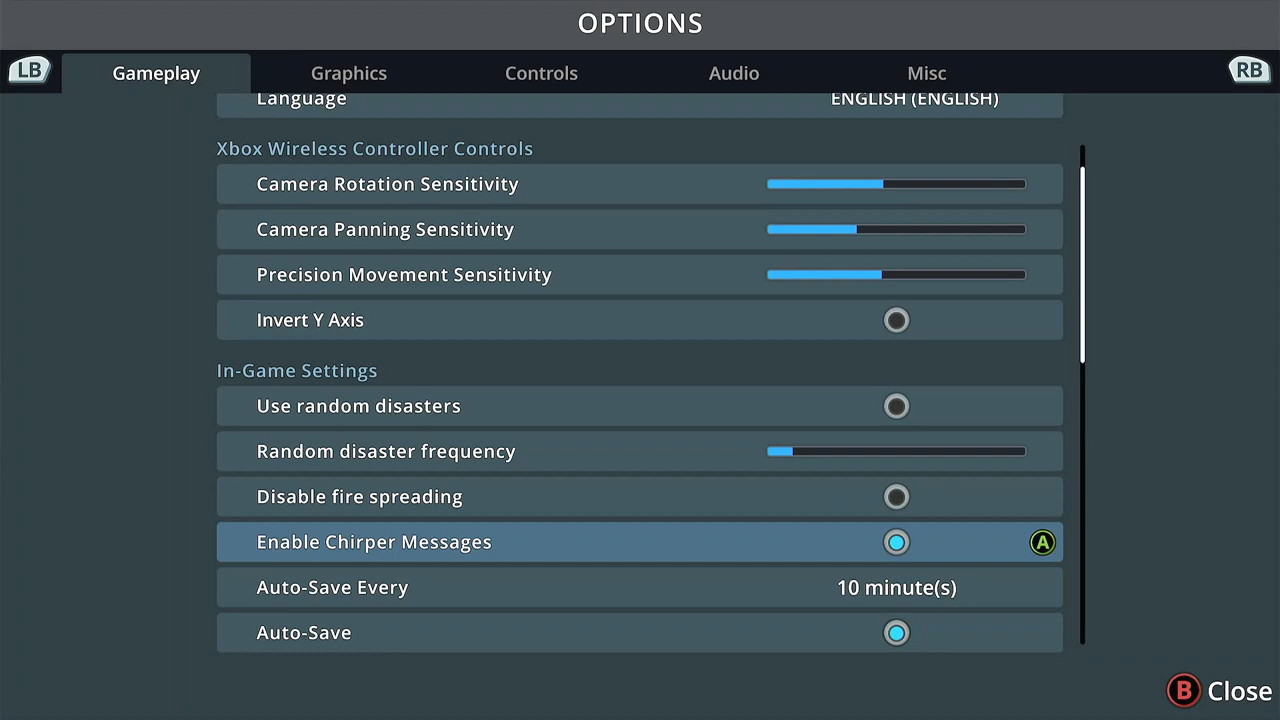 OPTIONS
LB Gameplay Graphics Controls Audio Misc RB
Language ENGLISH (ENGLISH)
Xbox Wireless Controller Controls
Camera Rotation Sensitivity
Camera Panning Sensitivity
Precision Movement Sensitivity
Invert Y Axis
In-Game Settings
Use random disasters
Random disaster frequency
Disable fire spreading
Enable Chirper Messages A
Auto-Save Every 10 minute(s)
Auto-Save
B Close